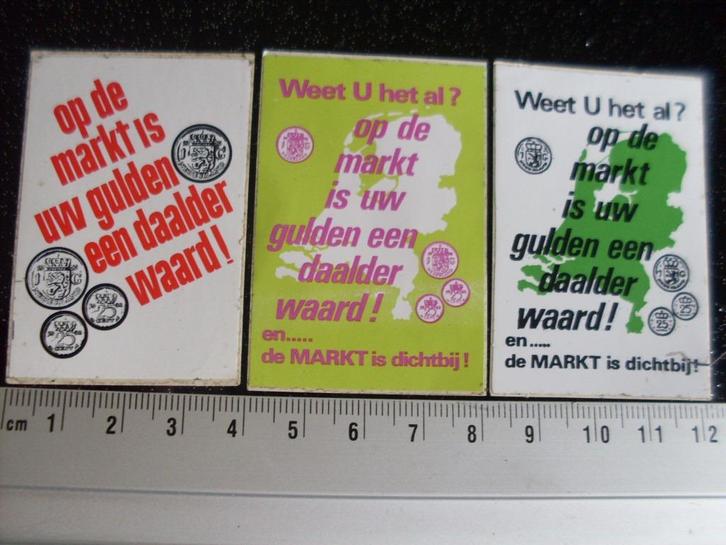 op de
markt is
uw gulden
een daalder
waard!
Weet U het al?
op de
markt
is uw
gulden een
daalder
waard!
en.....
de MARKT is dichtbij!
Weet U het al?
op de
markt
is uw
gulden een
daalder
waard!
en.....
de MARKT is dichtbij!
cm 1 2 3 4 5 6 7 8 9 10 11 12